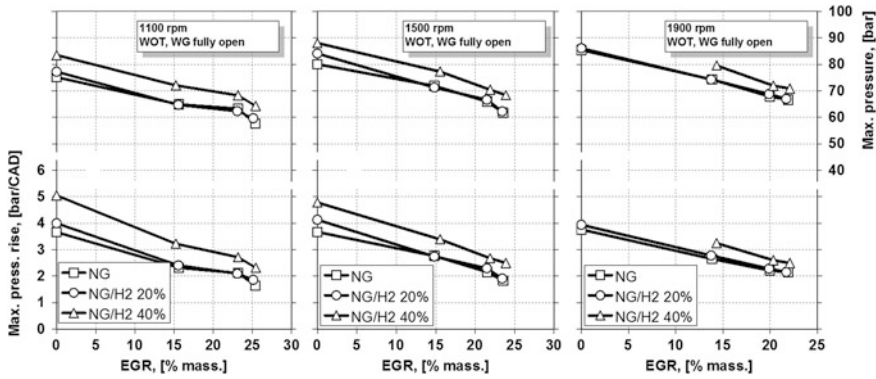 1100 rpm
WOT, WG fully open
1500 rpm
WOT, WG fully open
1900 rpm
WOT, WG fully open
100
90
80
70
60
50
40
Max. pressure, [bar]
Max. press. rise, [bar/CAD]
6
5
4
3
2
1
0
NG
NG/H2 20%
NG/H2 40%
NG
NG/H2 20%
NG/H2 40%
NG
NG/H2 20%
NG/H2 40%
0 5 10 15 20 25 30
0 5 10 15 20 25 30
0 5 10 15 20 25
EGR, [% mass.]
EGR, [% mass.]
EGR, [% mass.]